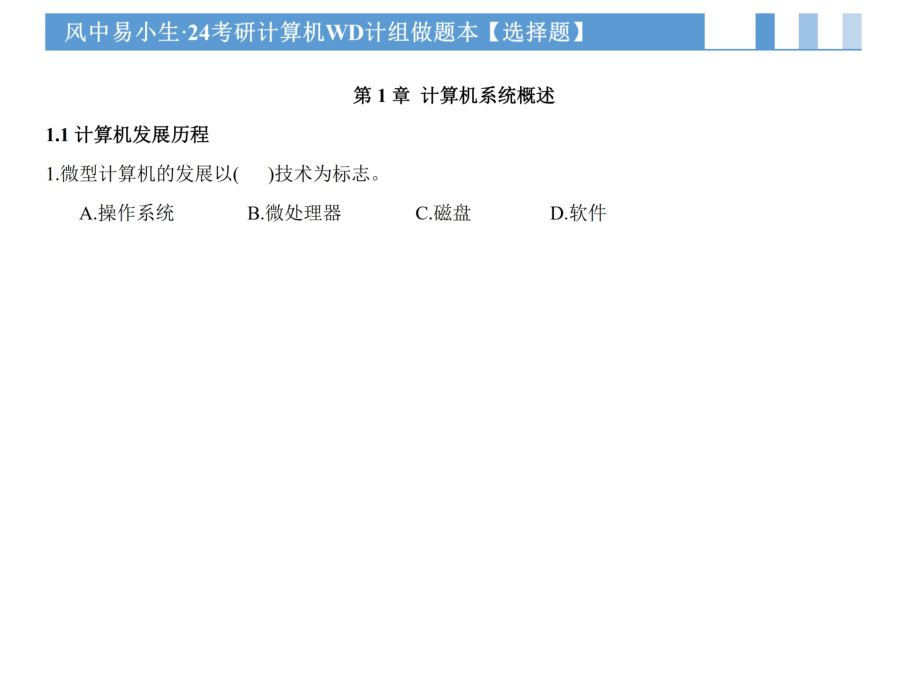 风中易小生·24考研计算机WD计组做题本【选择题】
第 1 章 计算机系统概述
1.1 计算机发展历程
1.微型计算机的发展以( )技术为标志。
A.操作系统 B.微处理器 C.磁盘 D.软件